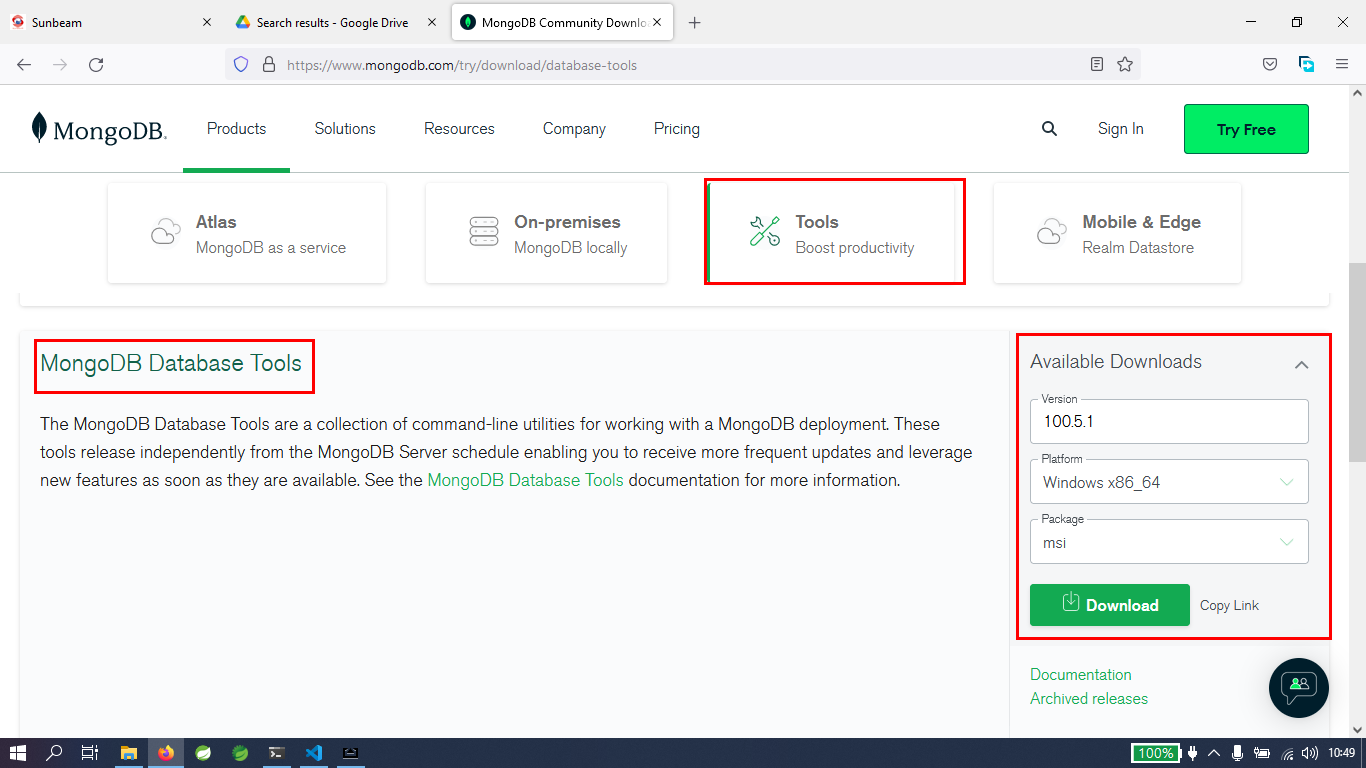 Sunbeam
Search results - Google Drive
MongoDB Community Downlo
https://www.mongodb.com/try/download/database-tools
MongoDB.
Products
Solutions
Resources
Company
Pricing
Sign In
Try Free
Atlas
MongoDB as a service
On-premises
MongoDB locally
Tools
Boost productivity
Mobile & Edge
Realm Datastore
MongoDB Database Tools
The MongoDB Database Tools are a collection of command-line utilities for working with a MongoDB deployment. These
tools release independently from the MongoDB Server schedule enabling you to receive more frequent updates and leverage
new features as soon as they are available. See the MongoDB Database Tools documentation for more information.
Available Downloads
Version
100.5.1
Platform
Windows x86_64
Package
msi
Download
Copy Link
Documentation
Archived releases
100%
10:49